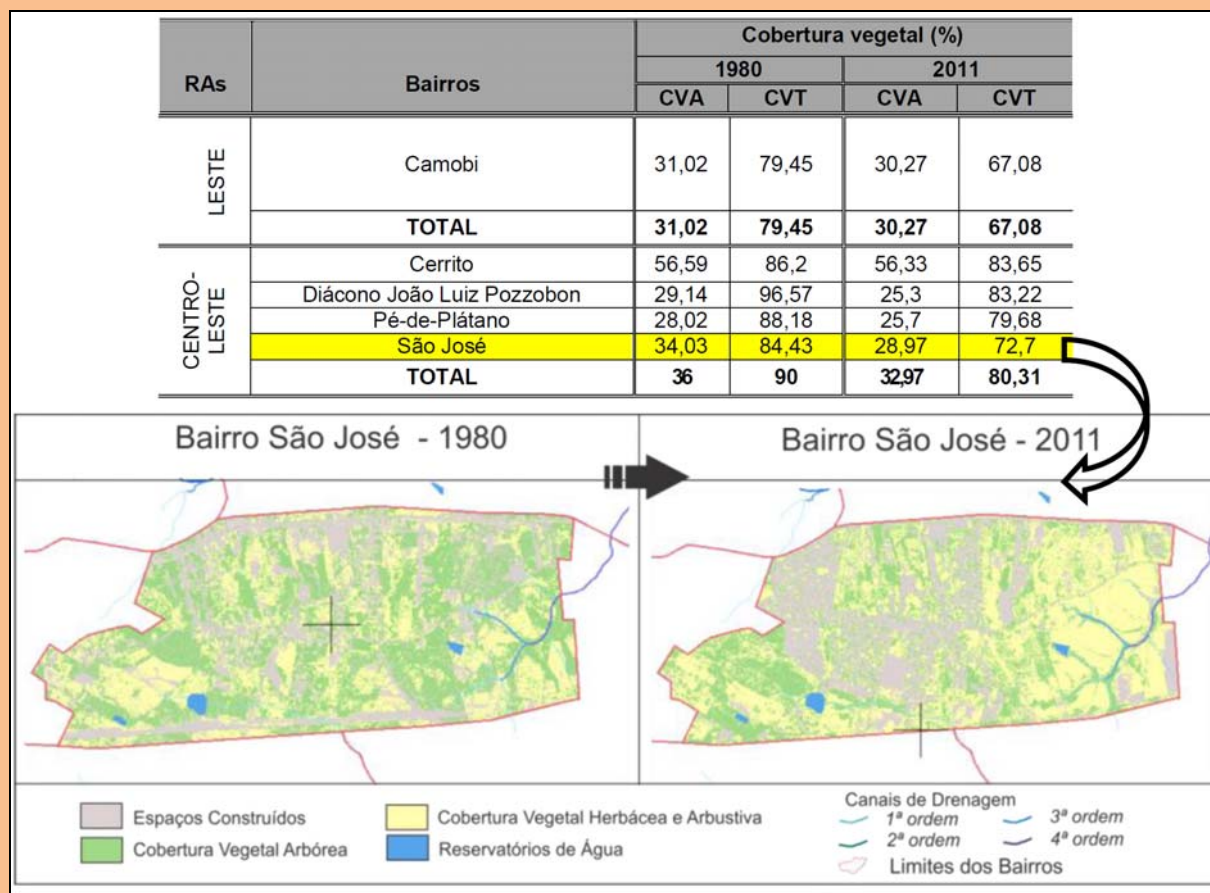 Cobertura vegetal (%)
RAs Bairros 1980 2011
CVA CVT CVA CVT
LESTE Camobi 31,02 79,45 30,27 67,08
TOTAL 31,02 79,45 30,27 67,08
CENTRO-LESTE
Cerrito 56,59 86,2 56,33 83,65
Diácono João Luiz Pozzobon 29,14 96,57 25,3 83,22
Pé-de-Plátano 28,02 88,18 25,7 79,68
São José 34,03 84,43 28,97 72,7
TOTAL 36 90 32,97 80,31
Bairro São José - 1980
Bairro São José - 2011
Espaços Construídos
Cobertura Vegetal Arbórea
Cobertura Vegetal Herbácea e Arbustiva
Reservatórios de Água
Canais de Drenagem
1ª ordem 3ª ordem
2ª ordem 4ª ordem
Limites dos Bairros